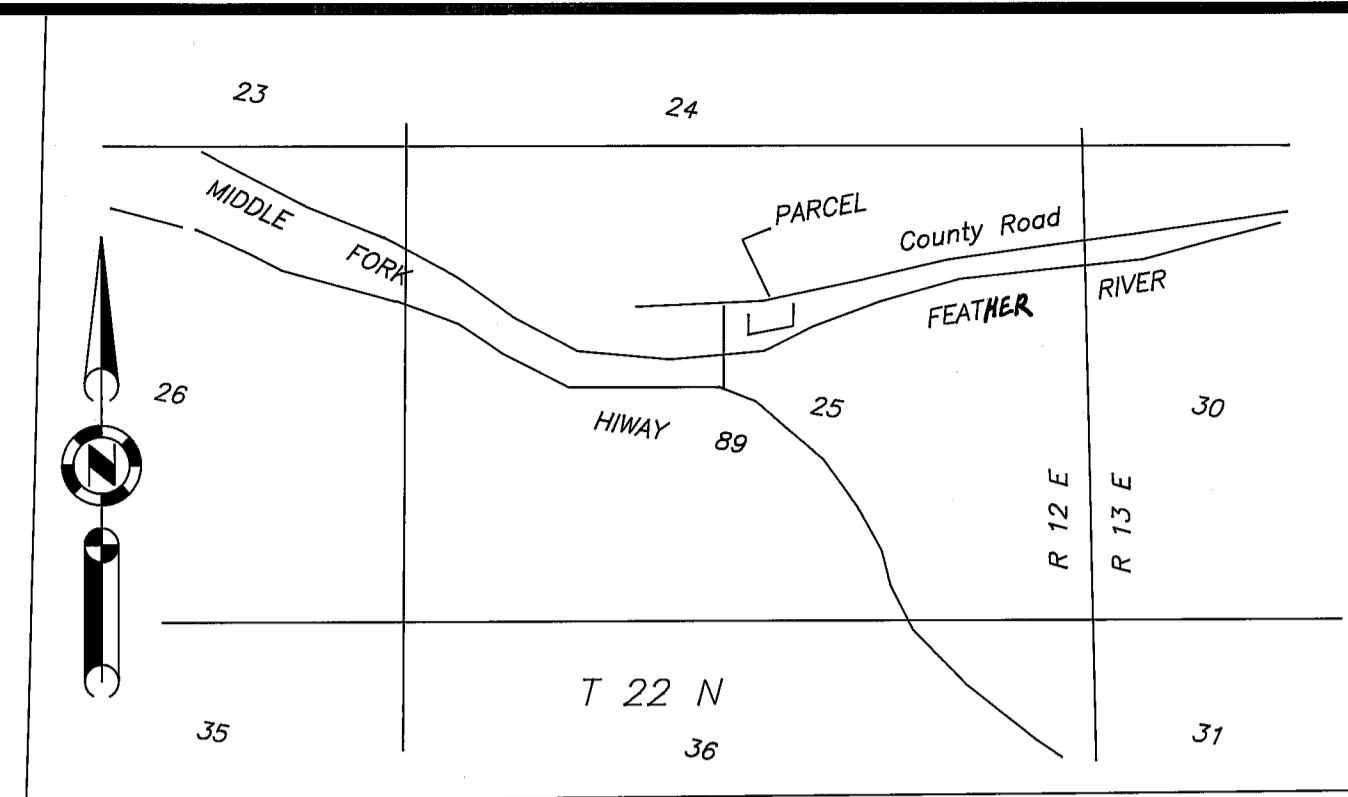 23
24
MIDDLE
FORK
PARCEL
County Road
FEATHER
RIVER
26
HIWAY 89
25
30
N
R 12 E
R 13 E
T 22 N
35
36
31